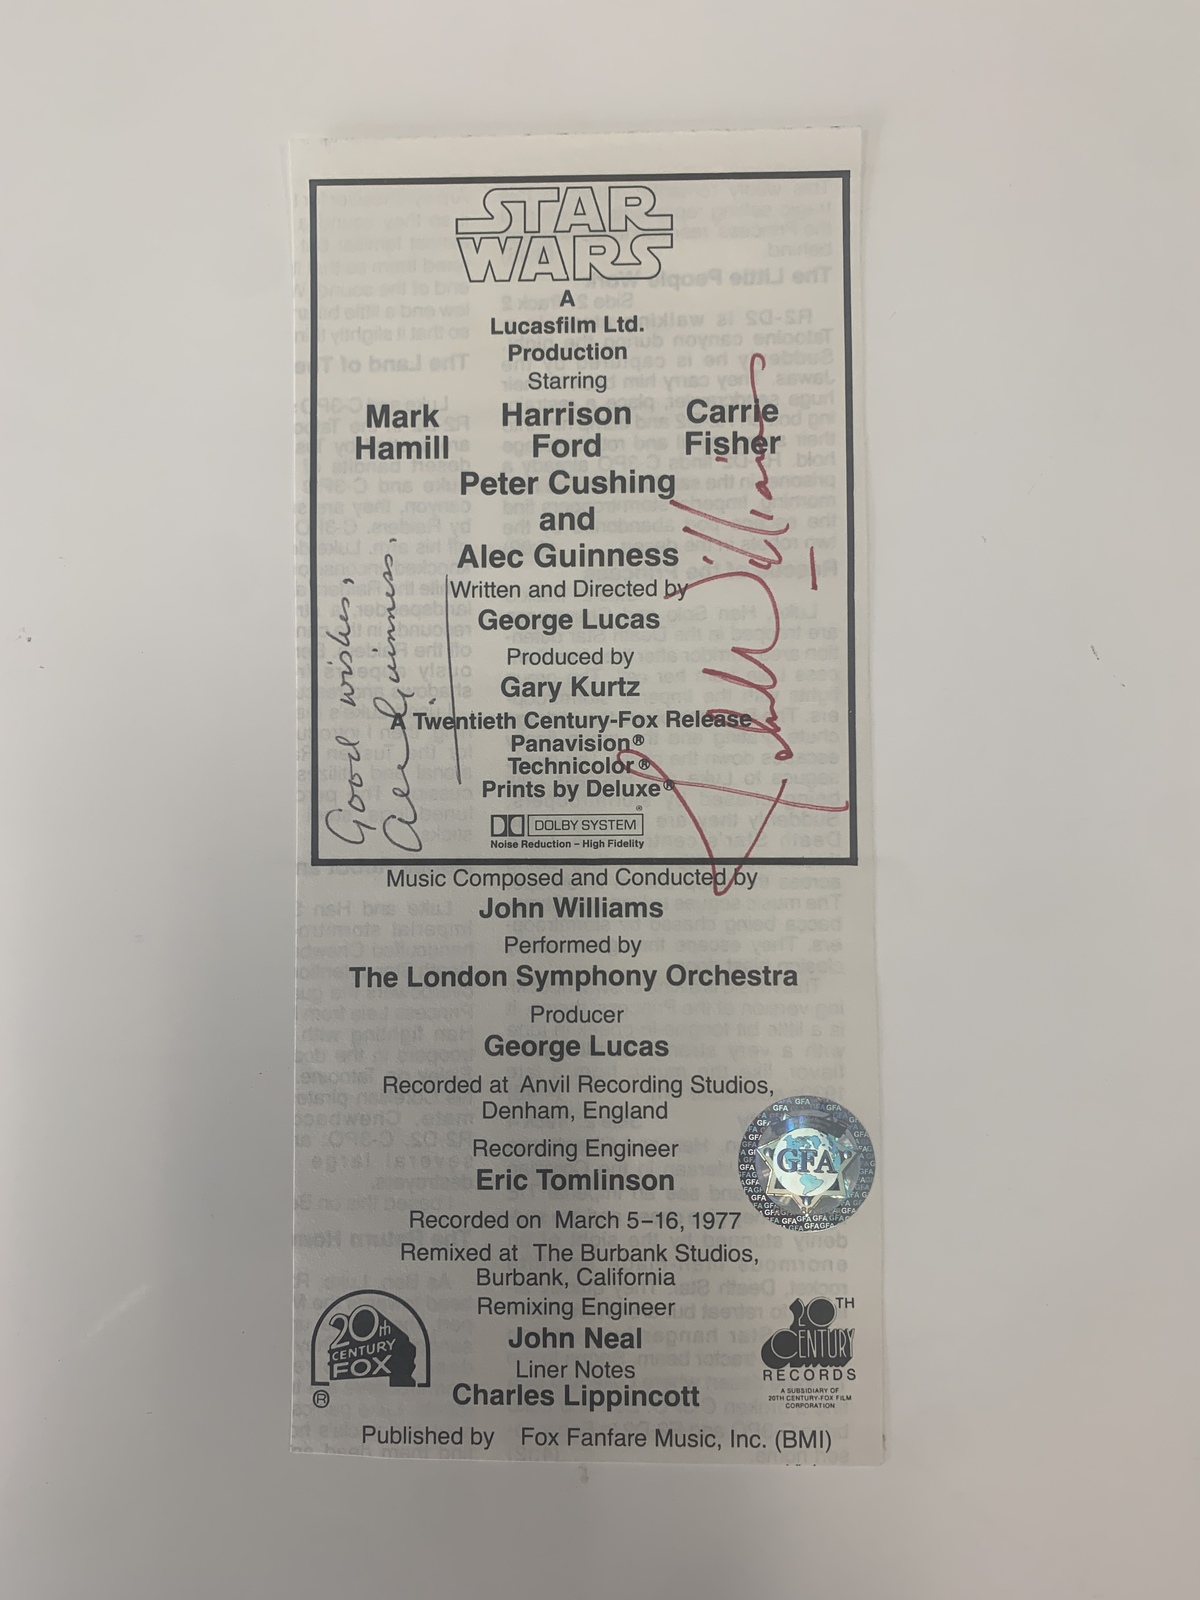 STAR
WARS
A
Lucasfilm Ltd.
Production
Starring
Mark Harrison Carrie
Hamill Ford Fisher
Peter Cushing
and
Alec Guinness
Written and Directed by
George Lucas
Produced by
Gary Kurtz
A Twentieth Century-Fox Release
Panavision®
Technicolor®
Prints by Deluxe®
DOLBY SYSTEM®
Noise Reduction – High Fidelity
Good wishes,
Alec Guinness.
John Williams
Music Composed and Conducted by
John Williams
Performed by
The London Symphony Orchestra
Producer
George Lucas
Recorded at Anvil Recording Studios,
Denham, England
Recording Engineer
Eric Tomlinson
GFA
Recorded on March 5–16, 1977
Remixed at The Burbank Studios,
Burbank, California
Remixing Engineer
John Neal
Liner Notes
Charles Lippincott
20th
CENTURY
FOX
®
20TH
CENTURY
RECORDS
A SUBSIDIARY OF
20TH CENTURY-FOX FILM
CORPORATION
Published by Fox Fanfare Music, Inc. (BMI)